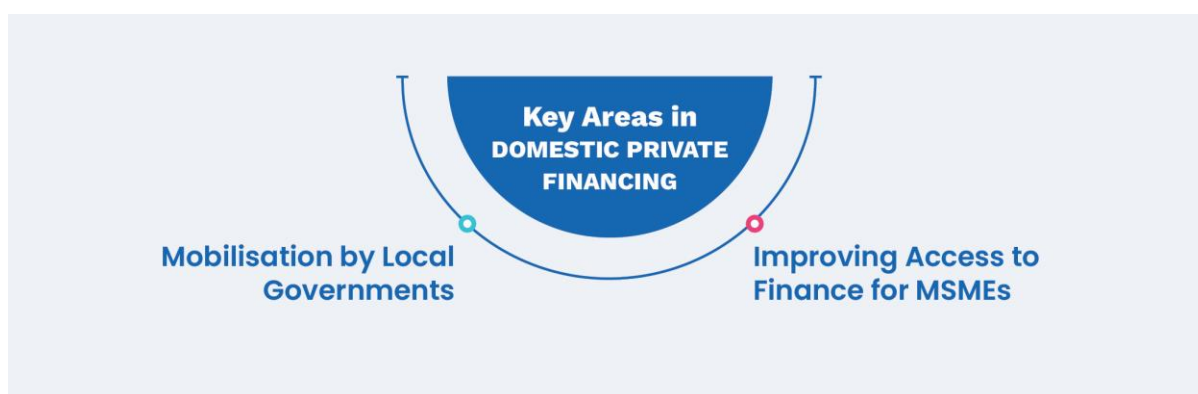 Key Areas in
DOMESTIC PRIVATE
FINANCING
Mobilisation by Local
Governments
Improving Access to
Finance for MSMEs